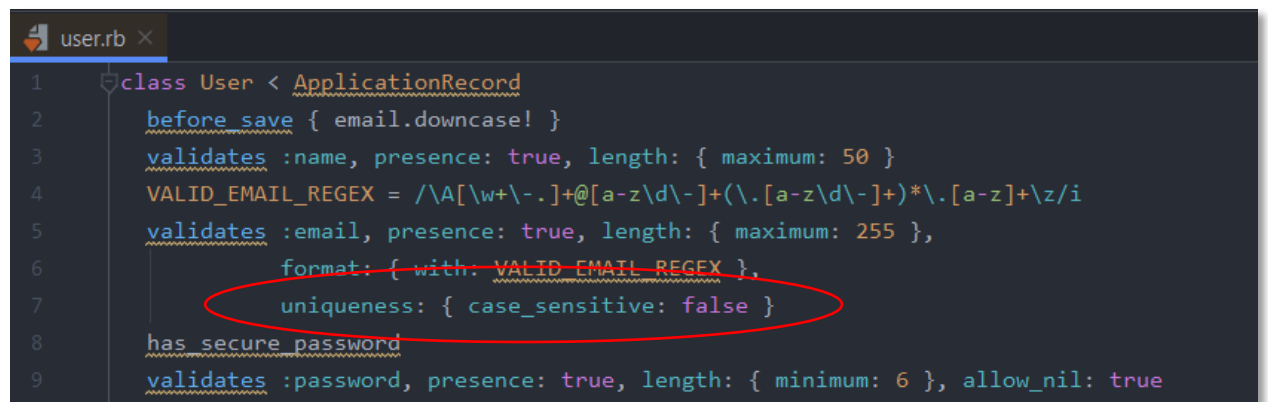 user.rb
1 class User < ApplicationRecord
2 before_save { email.downcase! }
3 validates :name, presence: true, length: { maximum: 50 }
4 VALID_EMAIL_REGEX = /\A[\w+\-.]+@[a-z\d\-]+(\.[a-z\d\-]+)*\.[a-z]+\z/i
5 validates :email, presence: true, length: { maximum: 255 },
6 format: { with: VALID_EMAIL_REGEX },
7 uniqueness: { case_sensitive: false }
8 has_secure_password
9 validates :password, presence: true, length: { minimum: 6 }, allow_nil: true